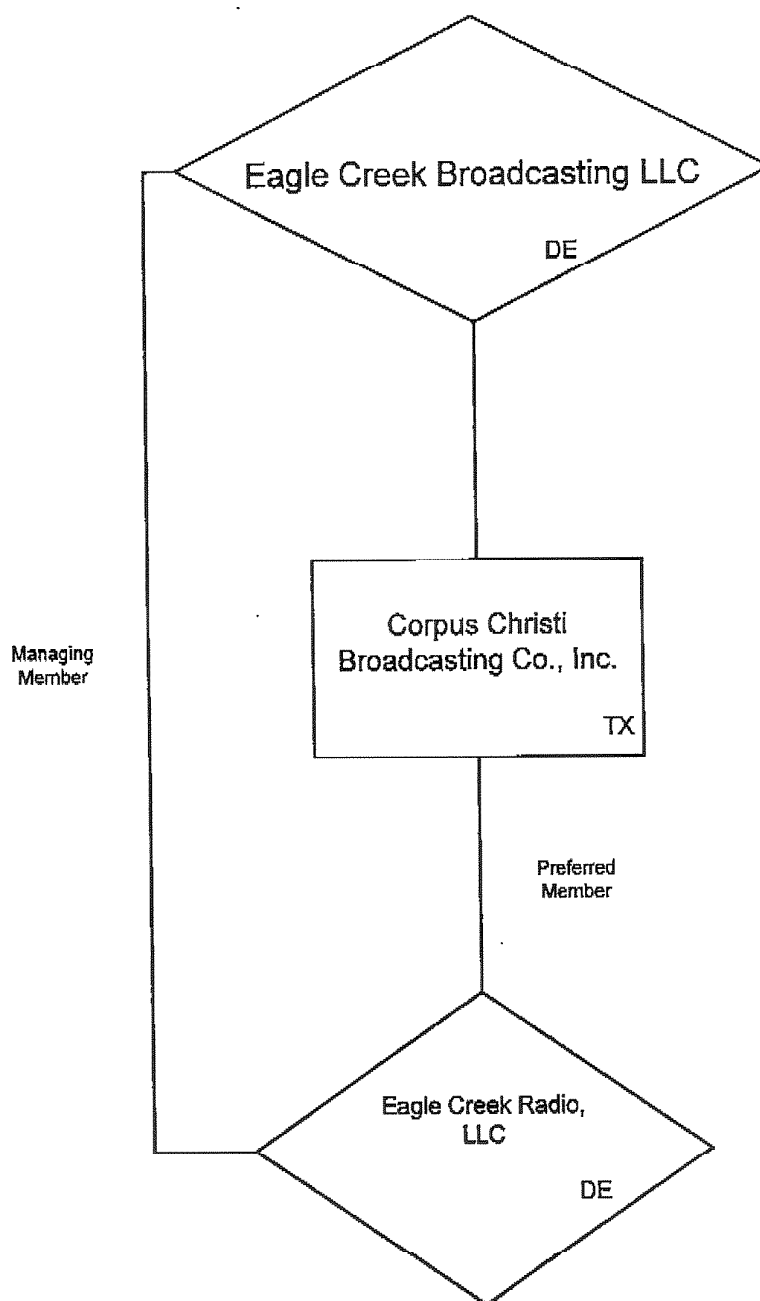 Eagle Creek Broadcasting LLC
DE
Corpus Christi
Broadcasting Co., Inc.
TX
Managing
Member
Preferred
Member
Eagle Creek Radio,
LLC
DE